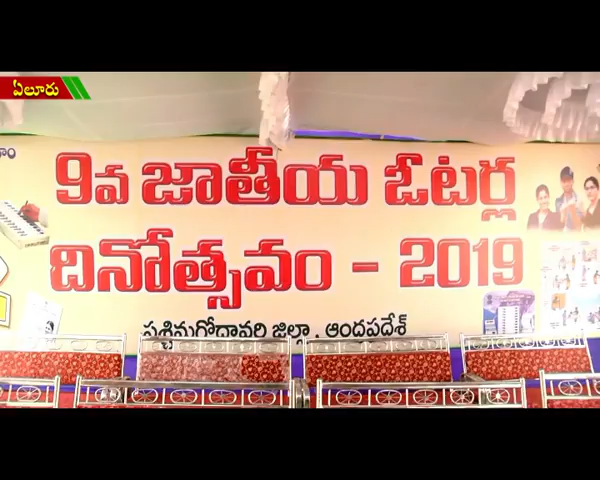 ఏలూరు
9వ జాతీయ ఓటర్ల
దినోత్సవం - 2019
పశ్చిమగోదావరి జిల్లా, ఆంధ్రప్రదేశ్